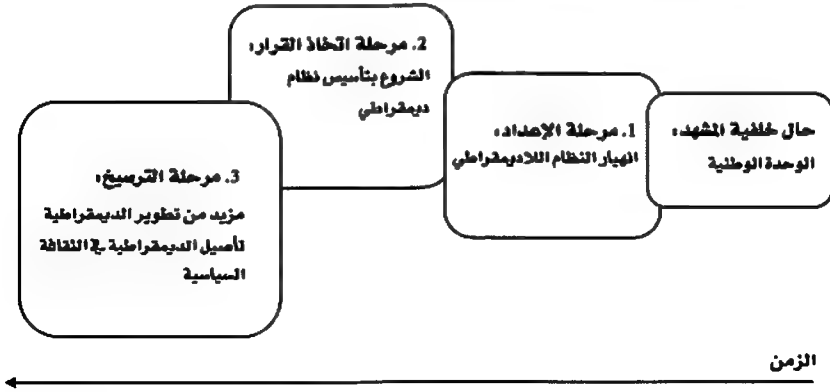 حال خلفية المشهد:
الوحدة الوطنية
1. مرحلة الإعداد:
انهيار النظام اللاديمقراطي
2. مرحلة اتخاذ القرار:
الشروع بتأسيس نظام
ديمقراطي
3. مرحلة الترسيخ:
مزيد من تطوير الديمقراطية
تأصيل الديمقراطية في الثقافة
السياسية
الزمن